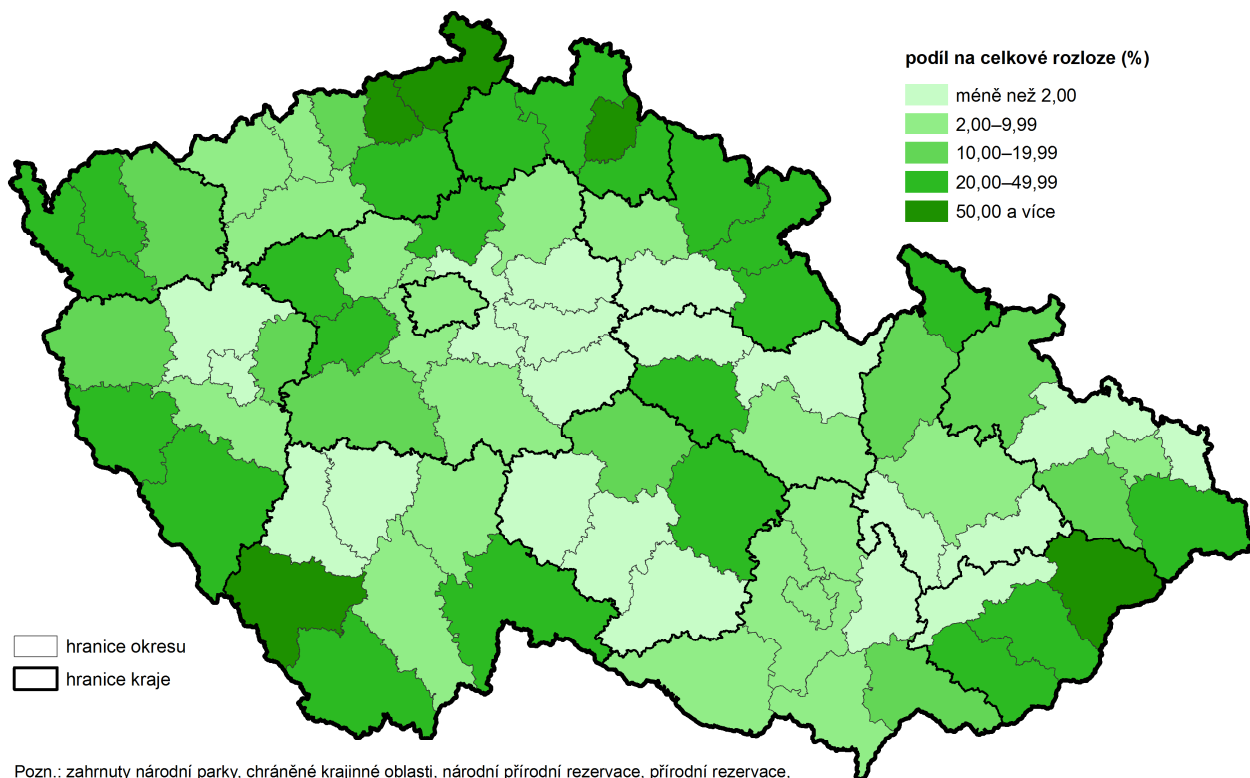 podíl na celkové rozloze (%)
méně než 2,00
2,00–9,99
10,00–19,99
20,00–49,99
50,00 a více
hranice okresu
hranice kraje
Pozn.: zahrnuty národní parky, chráněné krajinné oblasti, národní přírodní rezervace, přírodní rezervace,